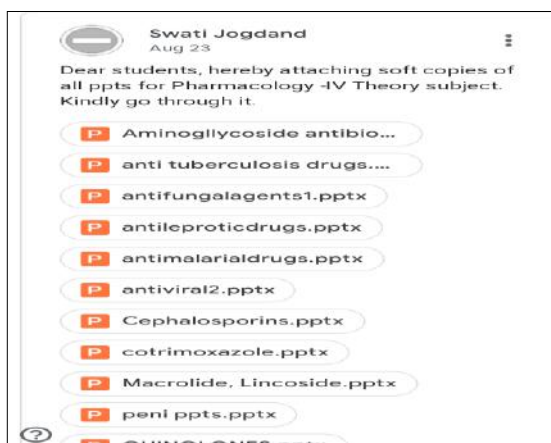 Swati Jogdand
Aug 23
Dear students, hereby attaching soft copies of
all ppts for Pharmacology -IV Theory subject.
Kindly go through it.
P Aminogllycoside antibio...
P anti tuberculosis drugs....
P antifungalagents1.pptx
P antileproticdrugs.pptx
P antimalarialdrugs.pptx
P antiviral2.pptx
P Cephalosporins.pptx
P cotrimoxazole.pptx
P Macrolide, Lincoside.pptx
P peni ppts.pptx